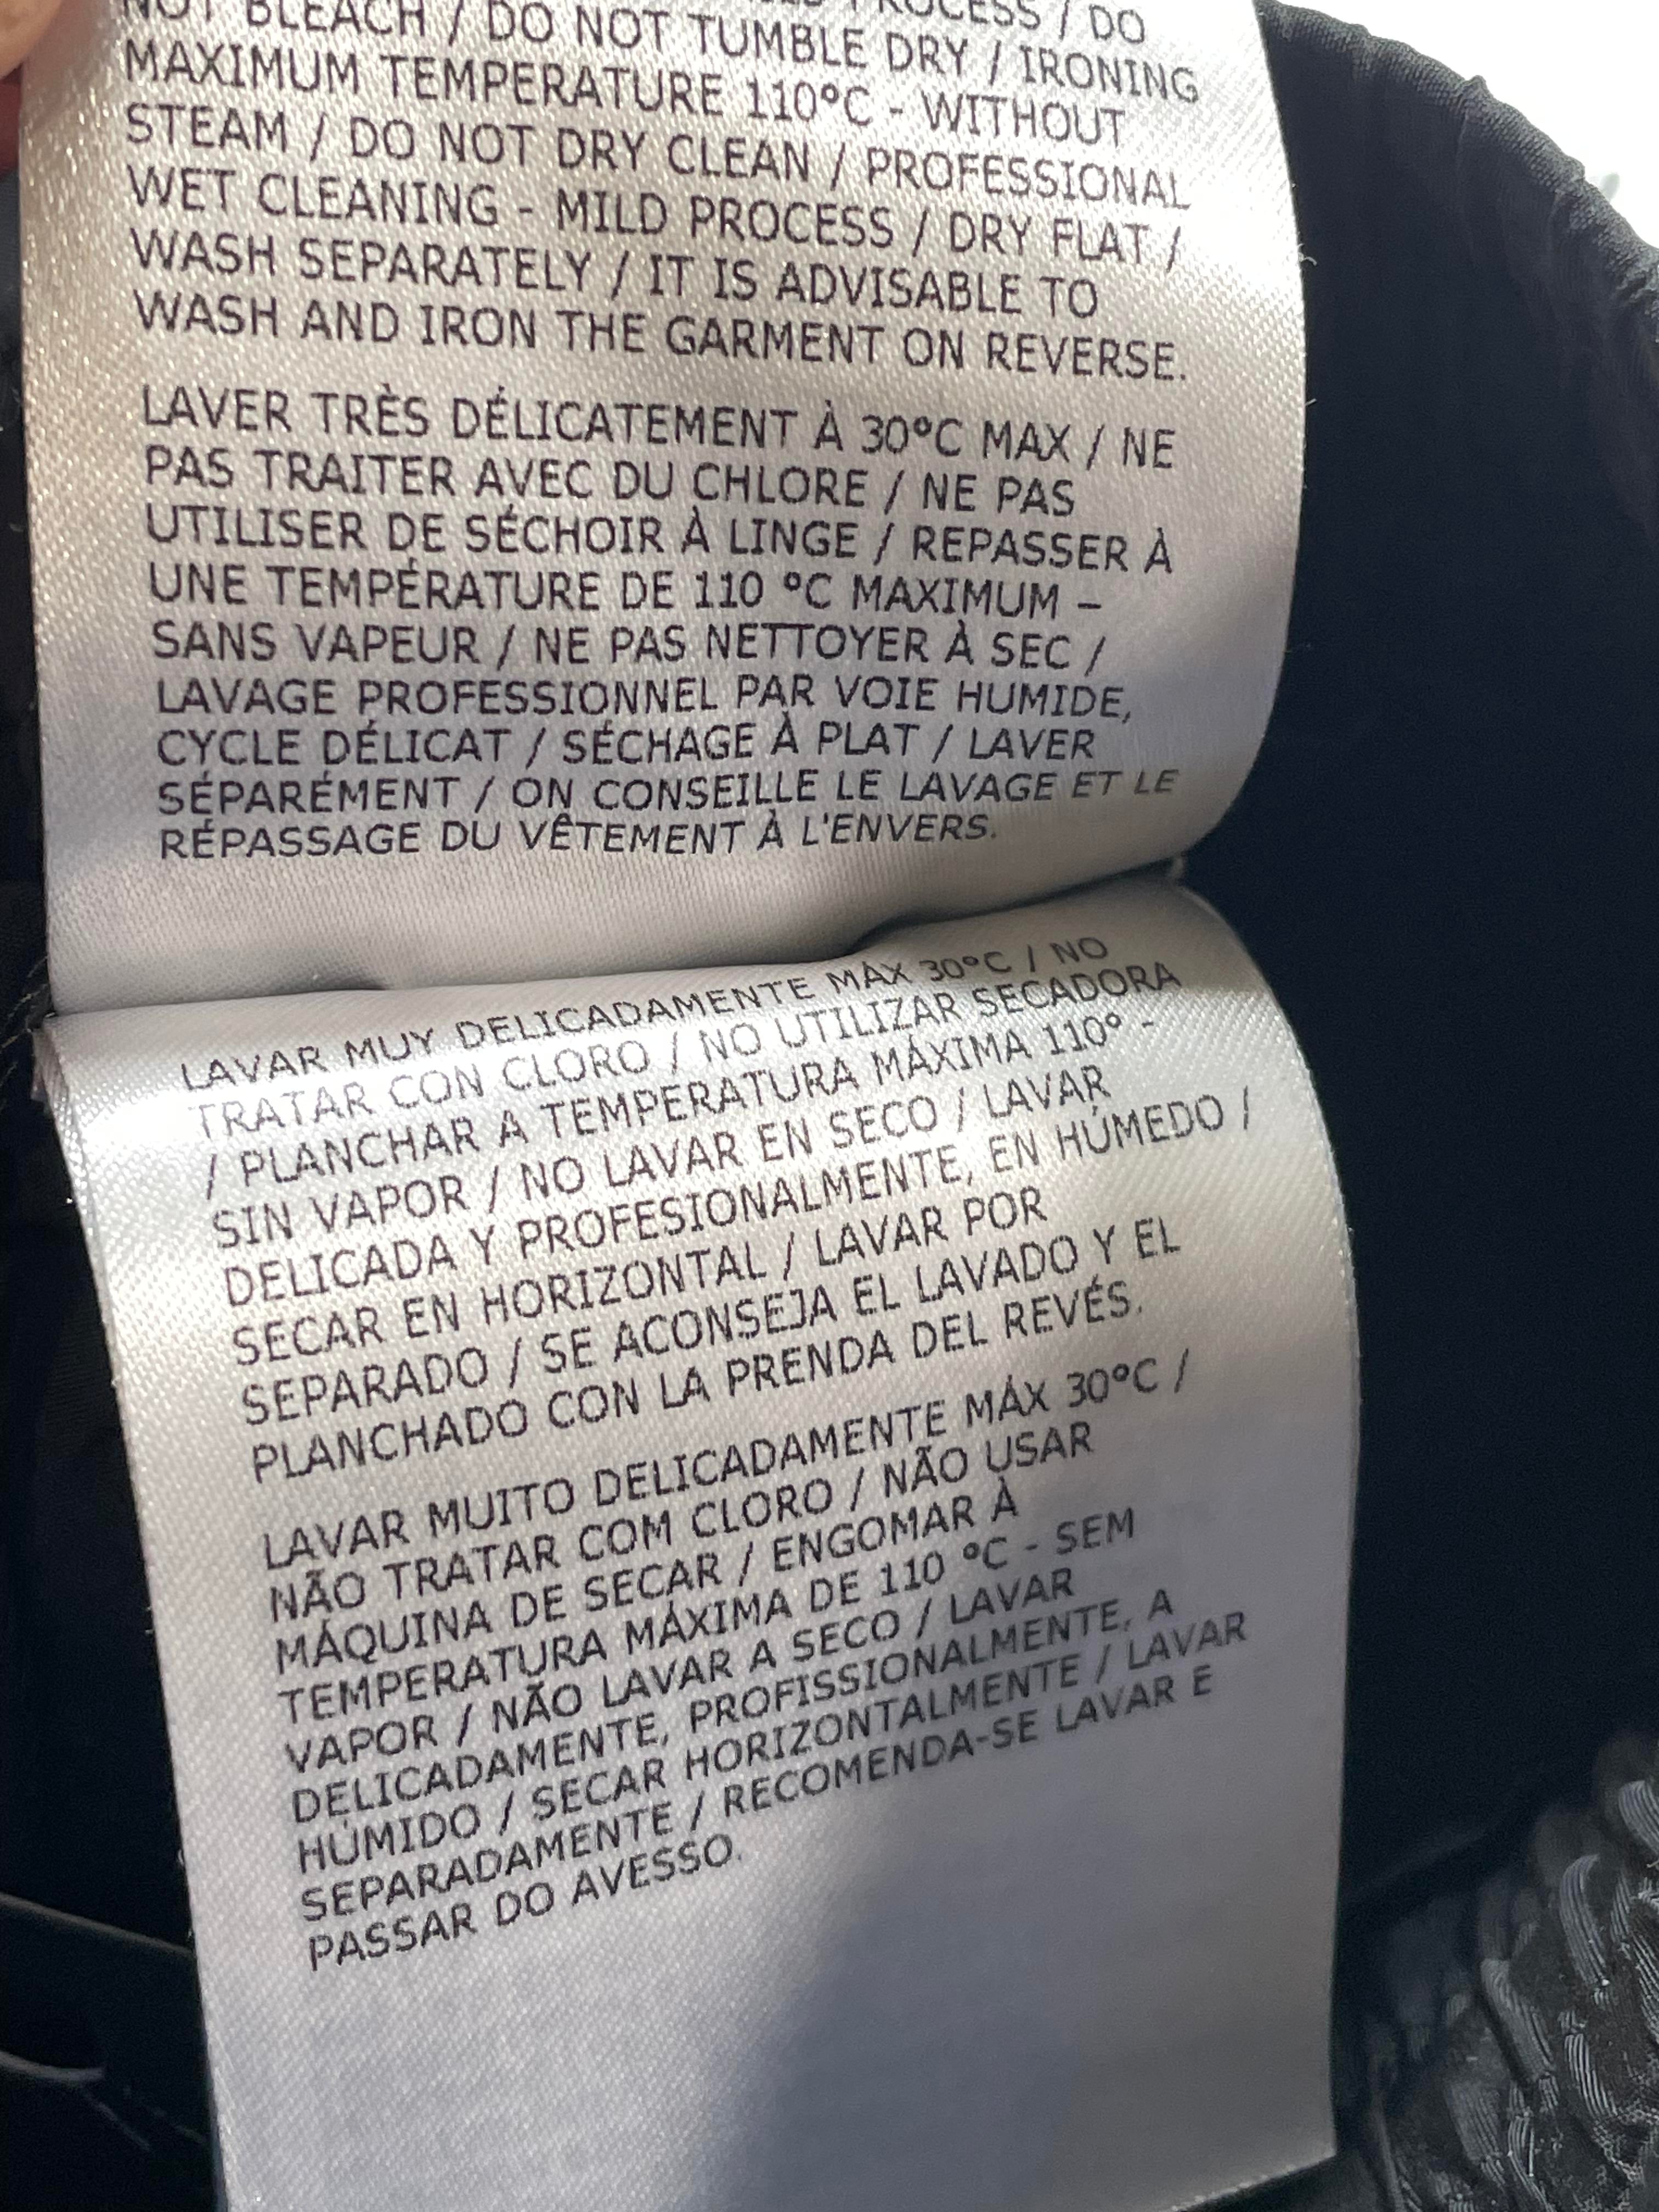 PROCESS / DO
NOT BLEACH / DO NOT TUMBLE DRY / IRONING
MAXIMUM TEMPERATURE 110°C - WITHOUT
STEAM / DO NOT DRY CLEAN / PROFESSIONAL
WET CLEANING - MILD PROCESS / DRY FLAT /
WASH SEPARATELY / IT IS ADVISABLE TO
WASH AND IRON THE GARMENT ON REVERSE.
LAVER TRÈS DÉLICATEMENT À 30°C MAX / NE
PAS TRAITER AVEC DU CHLORE / NE PAS
UTILISER DE SÉCHOIR À LINGE / REPASSER À
UNE TEMPÉRATURE DE 110 °C MAXIMUM –
SANS VAPEUR / NE PAS NETTOYER À SEC /
LAVAGE PROFESSIONNEL PAR VOIE HUMIDE,
CYCLE DÉLICAT / SÉCHAGE À PLAT / LAVER
SÉPARÉMENT / ON CONSEILLE LE LAVAGE ET LE
RÉPASSAGE DU VÊTEMENT À L'ENVERS.
LAVAR MUY DELICADAMENTE MÁX 30°C / NO
TRATAR CON CLORO / NO UTILIZAR SECADORA
/ PLANCHAR A TEMPERATURA MÁXIMA 110° -
SIN VAPOR / NO LAVAR EN SECO / LAVAR
DELICADA Y PROFESIONALMENTE, EN HÚMEDO /
SECAR EN HORIZONTAL / LAVAR POR
SEPARADO / SE ACONSEJA EL LAVADO Y EL
PLANCHADO CON LA PRENDA DEL REVÉS.
LAVAR MUITO DELICADAMENTE MÁX 30°C /
NÃO TRATAR COM CLORO / NÃO USAR
MÁQUINA DE SECAR / ENGOMAR À
TEMPERATURA MÁXIMA DE 110 °C - SEM
VAPOR / NÃO LAVAR A SECO / LAVAR
DELICADAMENTE, PROFISSIONALMENTE, A
HÚMIDO / SECAR HORIZONTALMENTE / LAVAR
SEPARADAMENTE / RECOMENDA-SE LAVAR E
PASSAR DO AVESSO.